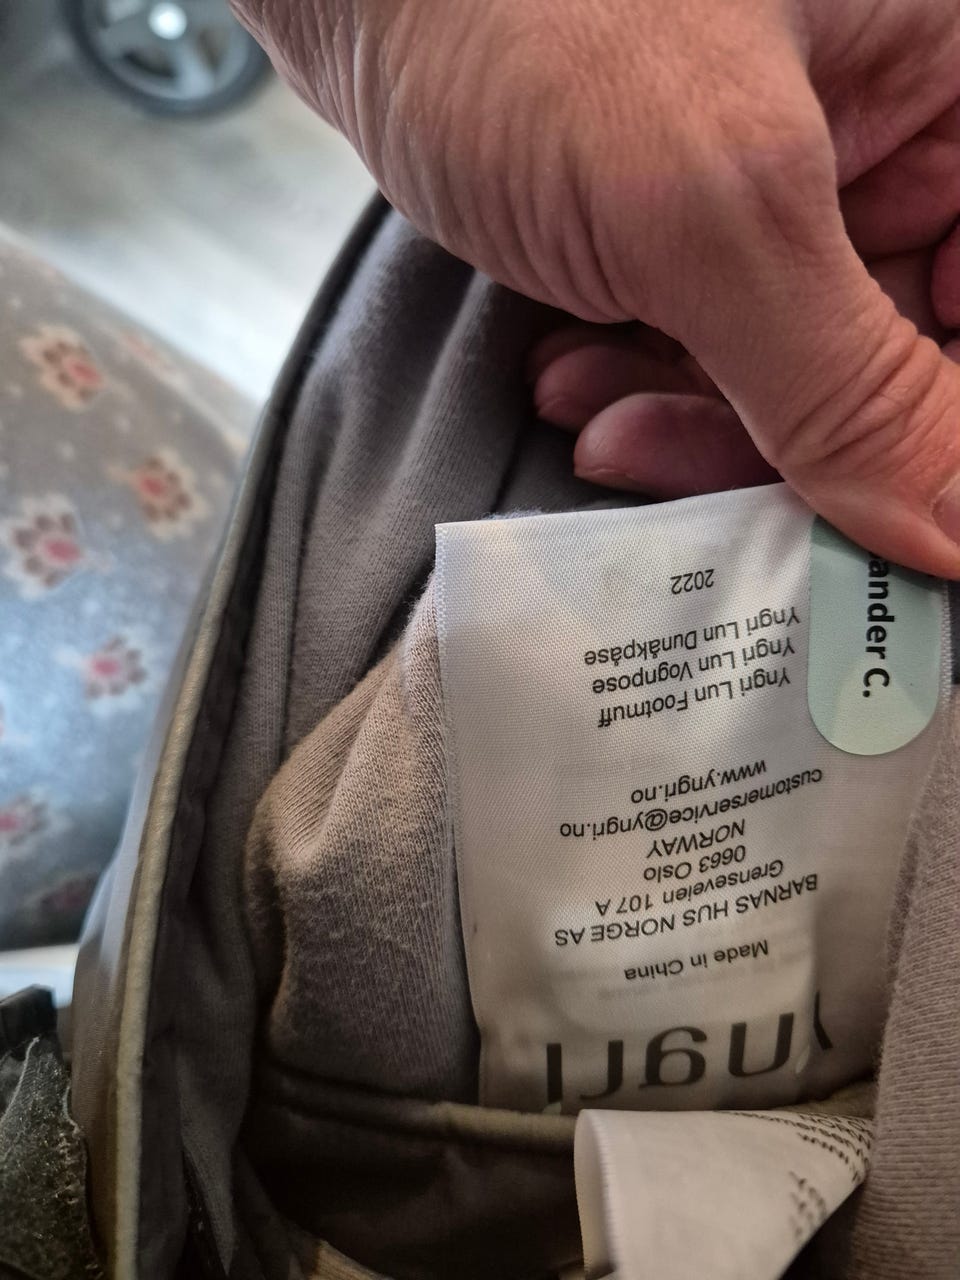 Yngri
Made in China
BARNAS HUS NORGE AS
Grenseveien 107 A
0663 Oslo
NORWAY
customerservice@yngri.no
www.yngri.no
Yngri Lun Footmuff
Yngri Lun Vognpose
Yngri Lun Dunåkpåse
2022
ander C.